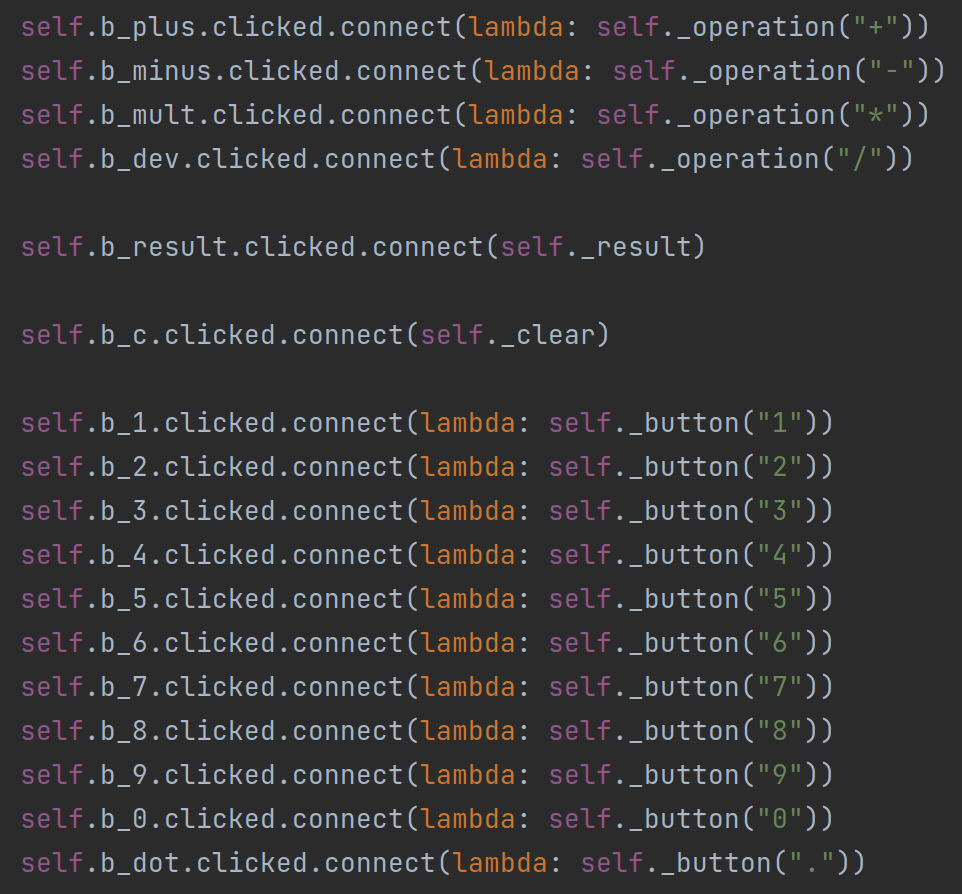 self.b_plus.clicked.connect(lambda: self._operation("+"))
self.b_minus.clicked.connect(lambda: self._operation("-"))
self.b_mult.clicked.connect(lambda: self._operation("*"))
self.b_dev.clicked.connect(lambda: self._operation("/"))
self.b_result.clicked.connect(self._result)
self.b_c.clicked.connect(self._clear)
self.b_1.clicked.connect(lambda: self._button("1"))
self.b_2.clicked.connect(lambda: self._button("2"))
self.b_3.clicked.connect(lambda: self._button("3"))
self.b_4.clicked.connect(lambda: self._button("4"))
self.b_5.clicked.connect(lambda: self._button("5"))
self.b_6.clicked.connect(lambda: self._button("6"))
self.b_7.clicked.connect(lambda: self._button("7"))
self.b_8.clicked.connect(lambda: self._button("8"))
self.b_9.clicked.connect(lambda: self._button("9"))
self.b_0.clicked.connect(lambda: self._button("0"))
self.b_dot.clicked.connect(lambda: self._button("."))